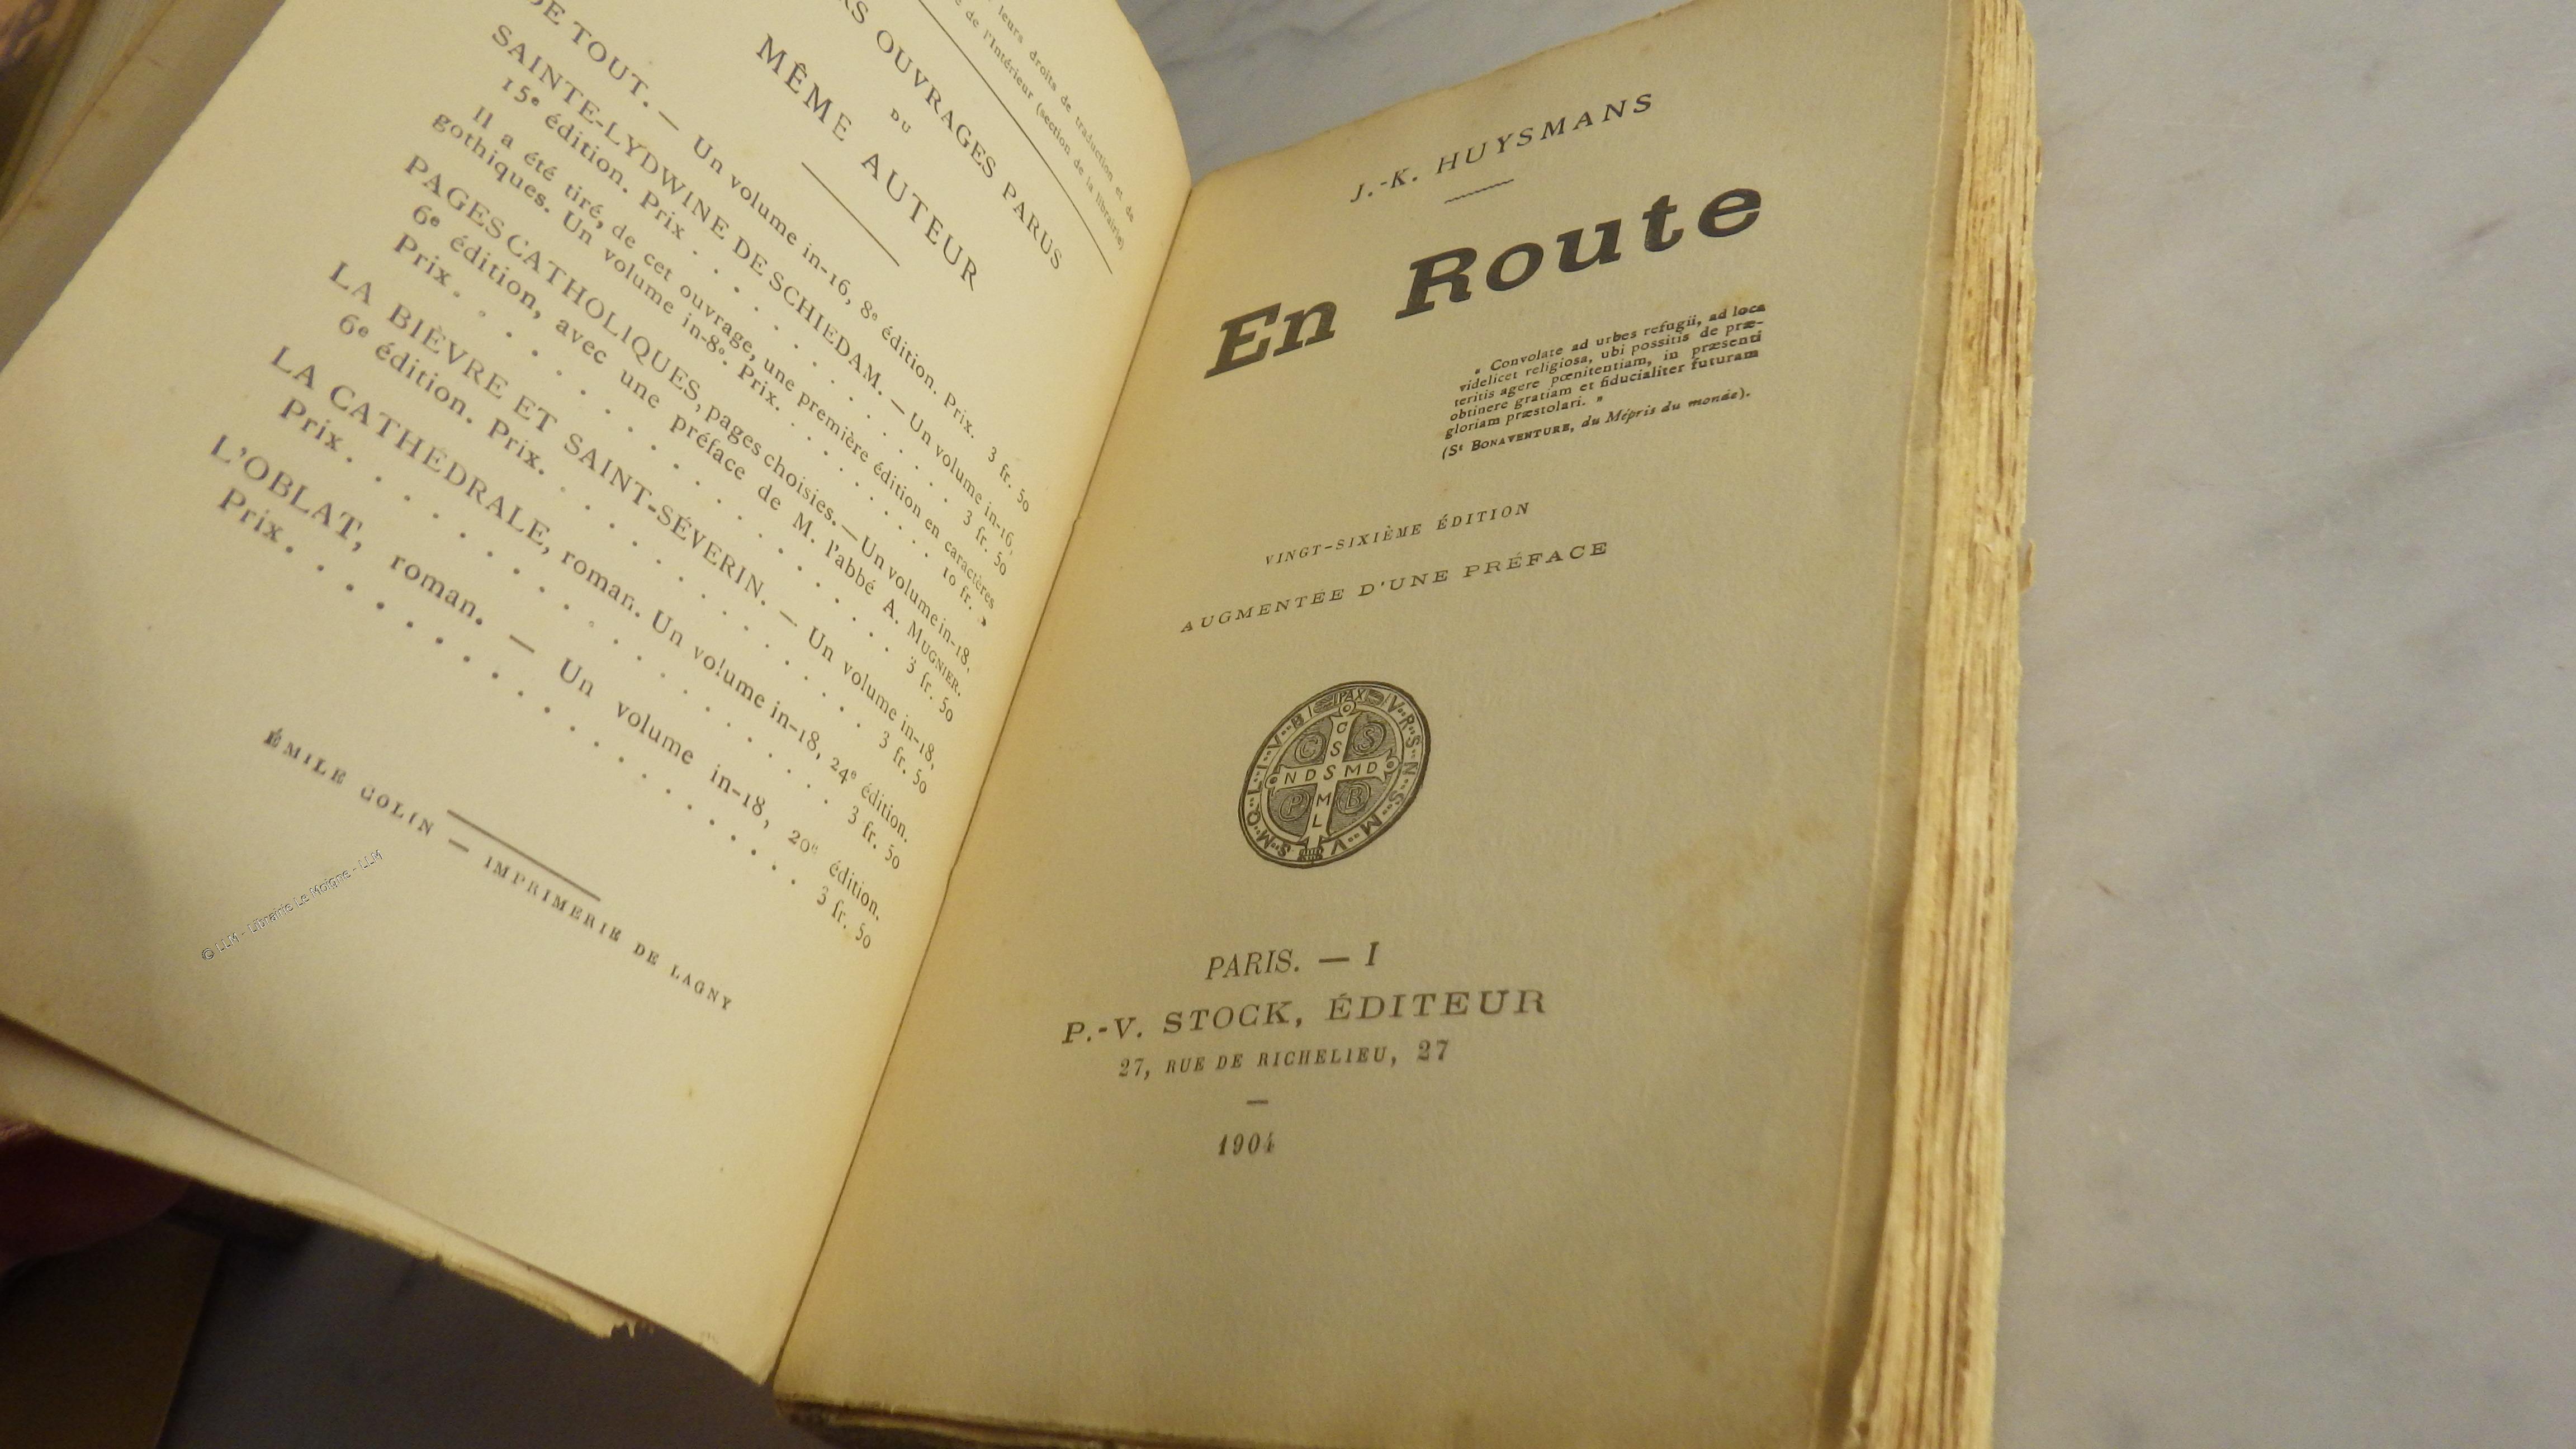 leurs droits de traduction et de
de l'Intérieur (section de la librairie)
OUVRAGES PARUS
DU
MÊME AUTEUR
DE TOUT. — Un volume in-16, 8e édition. Prix. 3 fr. 50
SAINTE-LYDWINE DE SCHIEDAM. — Un volume in-16,
15e édition. Prix . . . . . . . . . . 3 fr. 50
Il a été tiré, de cet ouvrage, une première édition en caractères
gothiques. Un volume in-8º. Prix. . . . . . . 10 fr. »
PAGES CATHOLIQUES, pages choisies. — Un volume in-18,
6e édition, avec une préface de M. l'abbé A. MUGNIER.
Prix. . . . . . . . . . . . . . 3 fr. 50
LA BIÈVRE ET SAINT-SÉVERIN. — Un volume in-18,
6e édition. Prix. . . . . . . . . . . 3 fr. 50
LA CATHÉDRALE, roman. Un volume in-18, 24e édition.
Prix. . . . . . . . . . . . . . 3 fr. 50
L'OBLAT, roman. — Un volume in-18, 20e édition.
Prix. . . . . . . . . . . . . . 3 fr. 50
ÉMILE COLIN — IMPRIMERIE DE LAGNY
© LLM - Librairie Le Moigne - LLM
J.-K. HUYSMANS
En Route
« Convolate ad urbes refugii, ad loca
videlicet religiosa, ubi possitis de præ-
teritis agere pœnitentiam, in præsenti
obtinere gratiam et fiducialiter futuram
gloriam præstolari. »
(St BONAVENTURE, du Mépris du monde).
VINGT-SIXIÈME ÉDITION
AUGMENTÉE D'UNE PRÉFACE
PAX
V.R.S.N.S.M.V
S.M.Q.L.I.V.B
C S
C
S
N D S M D
M
L
P B
PARIS. — I
P.-V. STOCK, ÉDITEUR
27, RUE DE RICHELIEU, 27
—
1904